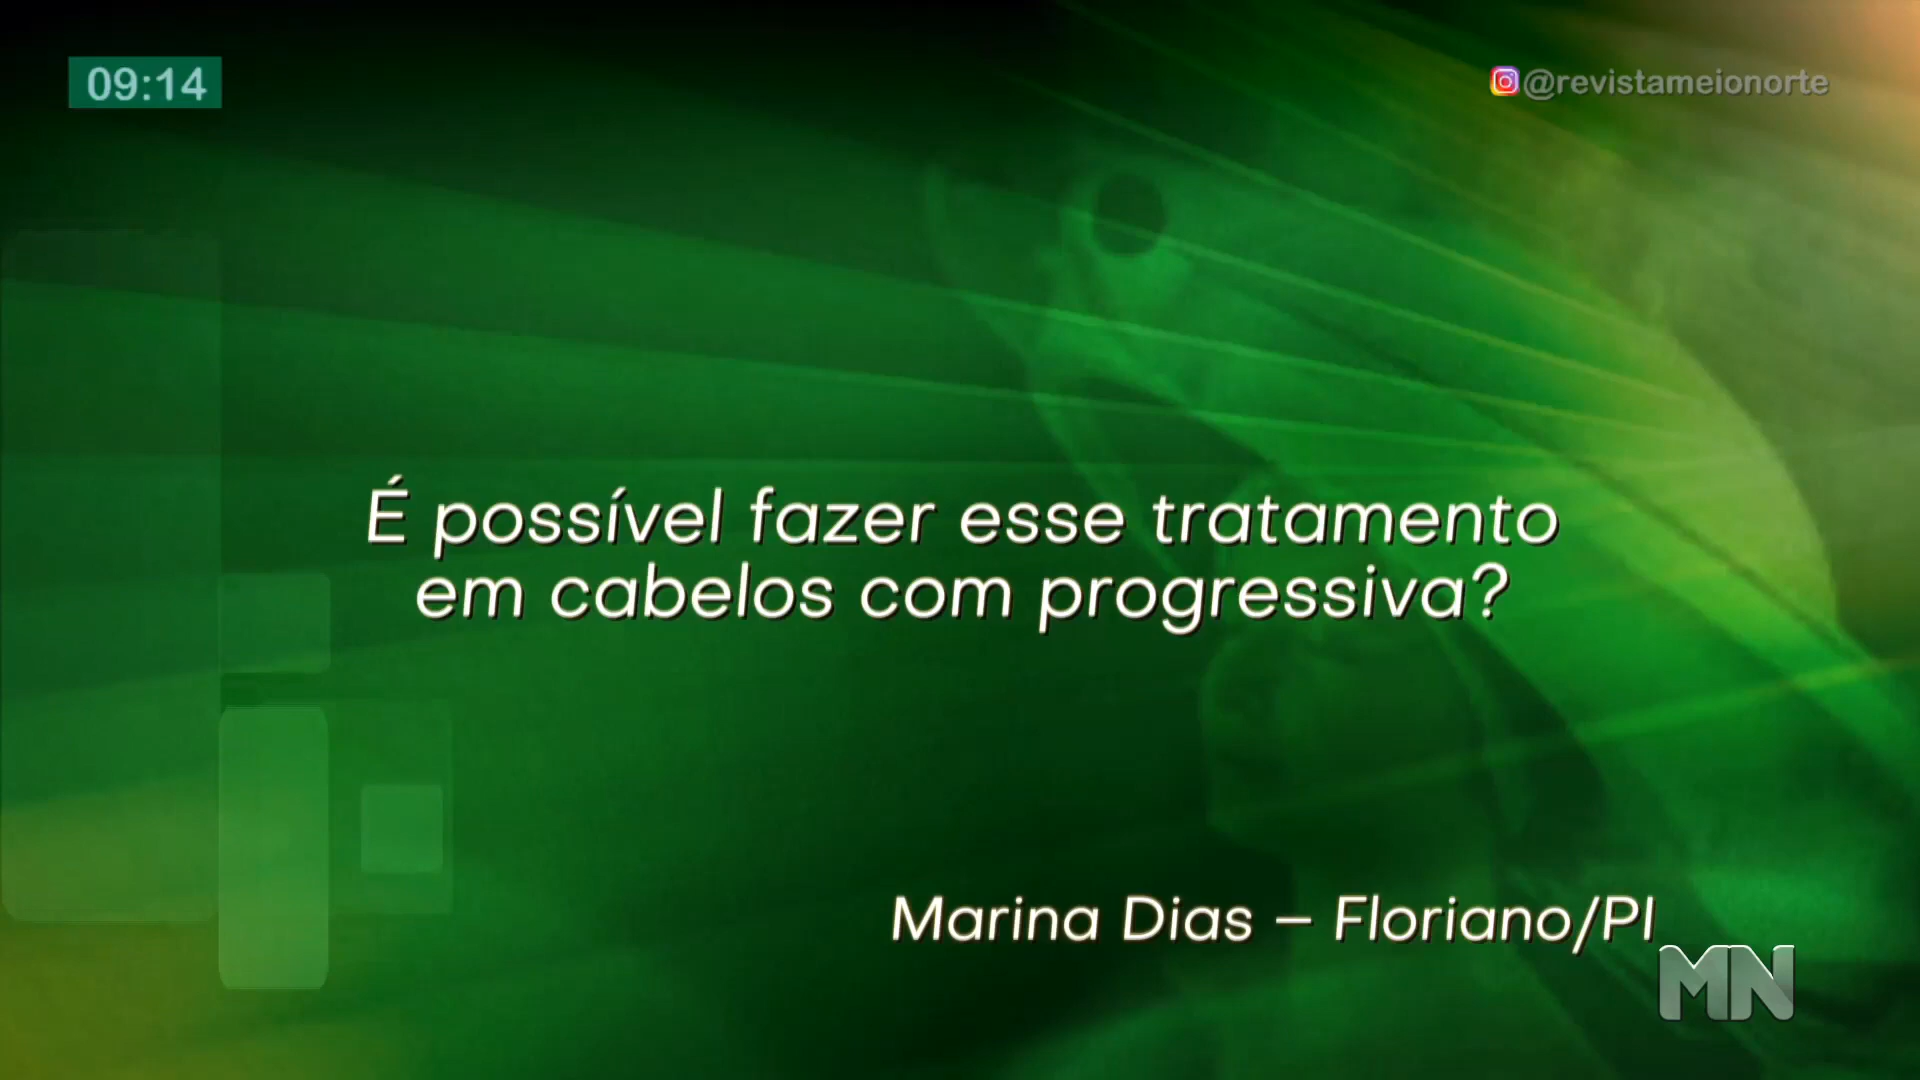 09:14
@revistameionorte
É possível fazer esse tratamento
em cabelos com progressiva?
Marina Dias – Floriano/PI
MN